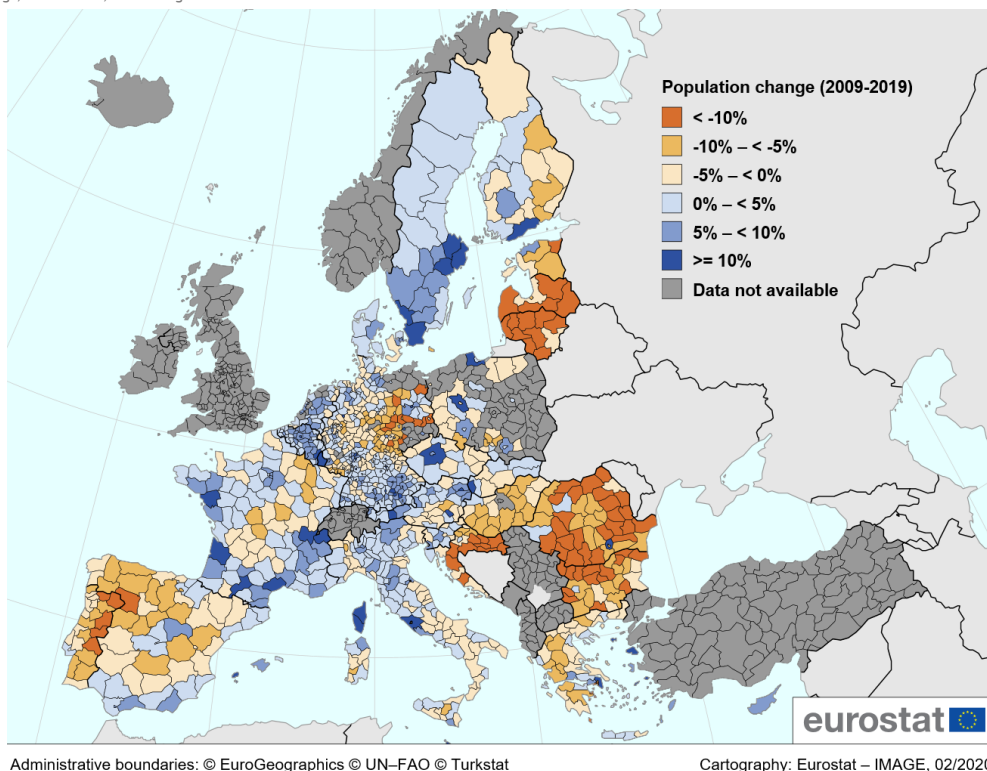 Population change (2009-2019)
< -10%
-10% – < -5%
-5% – < 0%
0% – < 5%
5% – < 10%
>= 10%
Data not available
eurostat
Administrative boundaries: © EuroGeographics © UN–FAO © Turkstat
Cartography: Eurostat – IMAGE, 02/2020